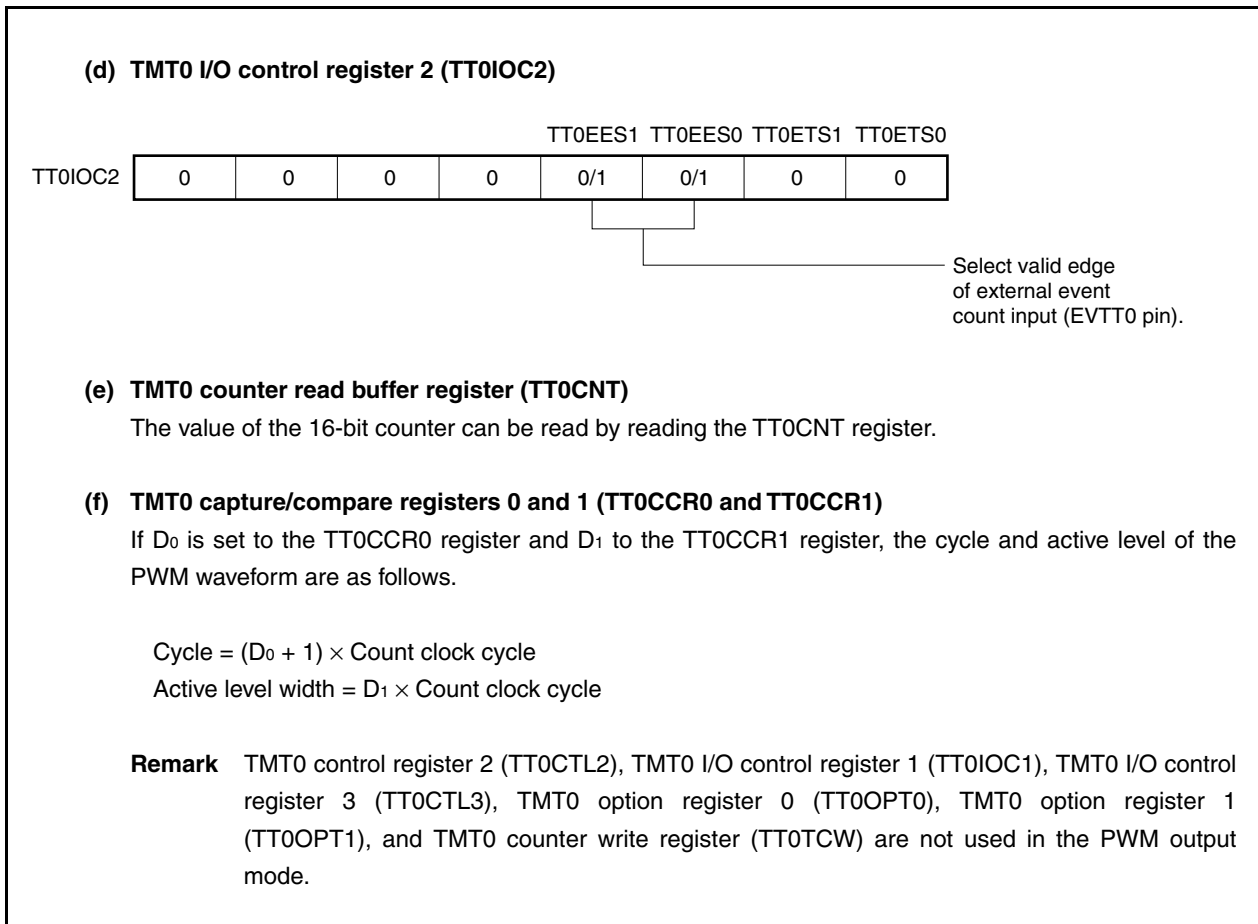 (d) TMT0 I/O control register 2 (TT0IOC2)
TT0EES1 TT0EES0 TT0ETS1 TT0ETS0
TT0IOC2 0 0 0 0 0/1 0/1 0 0
Select valid edge
of external event
count input (EVTT0 pin).
(e) TMT0 counter read buffer register (TT0CNT)
The value of the 16-bit counter can be read by reading the TT0CNT register.
(f) TMT0 capture/compare registers 0 and 1 (TT0CCR0 and TT0CCR1)
If D0 is set to the TT0CCR0 register and D1 to the TT0CCR1 register, the cycle and active level of the
PWM waveform are as follows.
Cycle = (D0 + 1) × Count clock cycle
Active level width = D1 × Count clock cycle
Remark TMT0 control register 2 (TT0CTL2), TMT0 I/O control register 1 (TT0IOC1), TMT0 I/O control
register 3 (TT0CTL3), TMT0 option register 0 (TT0OPT0), TMT0 option register 1
(TT0OPT1), and TMT0 counter write register (TT0TCW) are not used in the PWM output
mode.